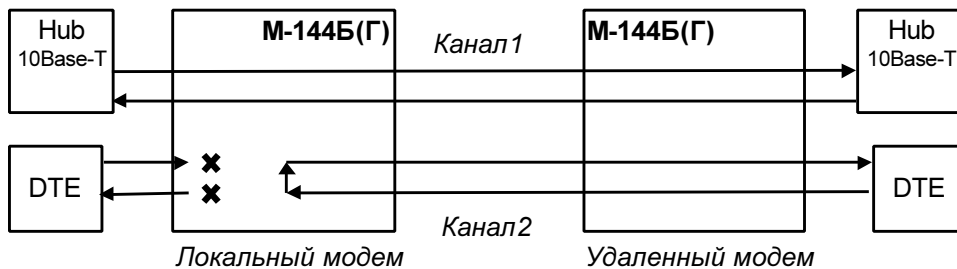 Hub
10Base-T
М-144Б(Г)
Канал1
М-144Б(Г)
Hub
10Base-T
DTE
DTE
Канал2
Локальный модем
Удаленный модем